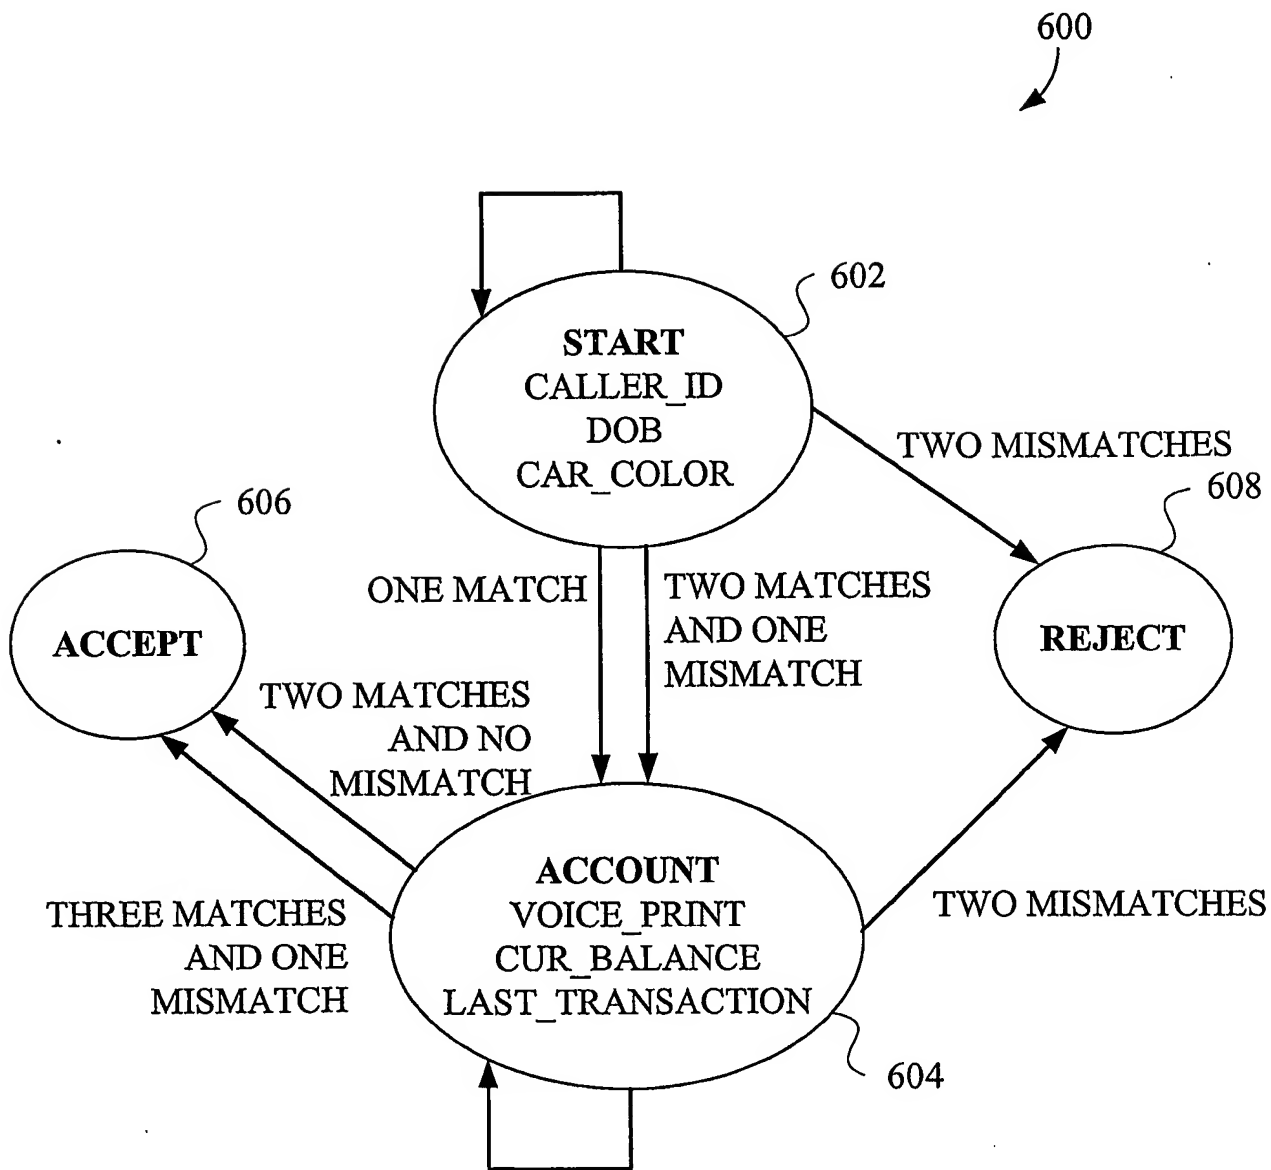 600
602
START
CALLER_ID
DOB
CAR_COLOR
TWO MISMATCHES
608
606
ONE MATCH
TWO MATCHES
AND ONE
MISMATCH
ACCEPT
REJECT
TWO MATCHES
AND NO
MISMATCH
ACCOUNT
VOICE_PRINT
CUR_BALANCE
LAST_TRANSACTION
THREE MATCHES
AND ONE
MISMATCH
TWO MISMATCHES
604